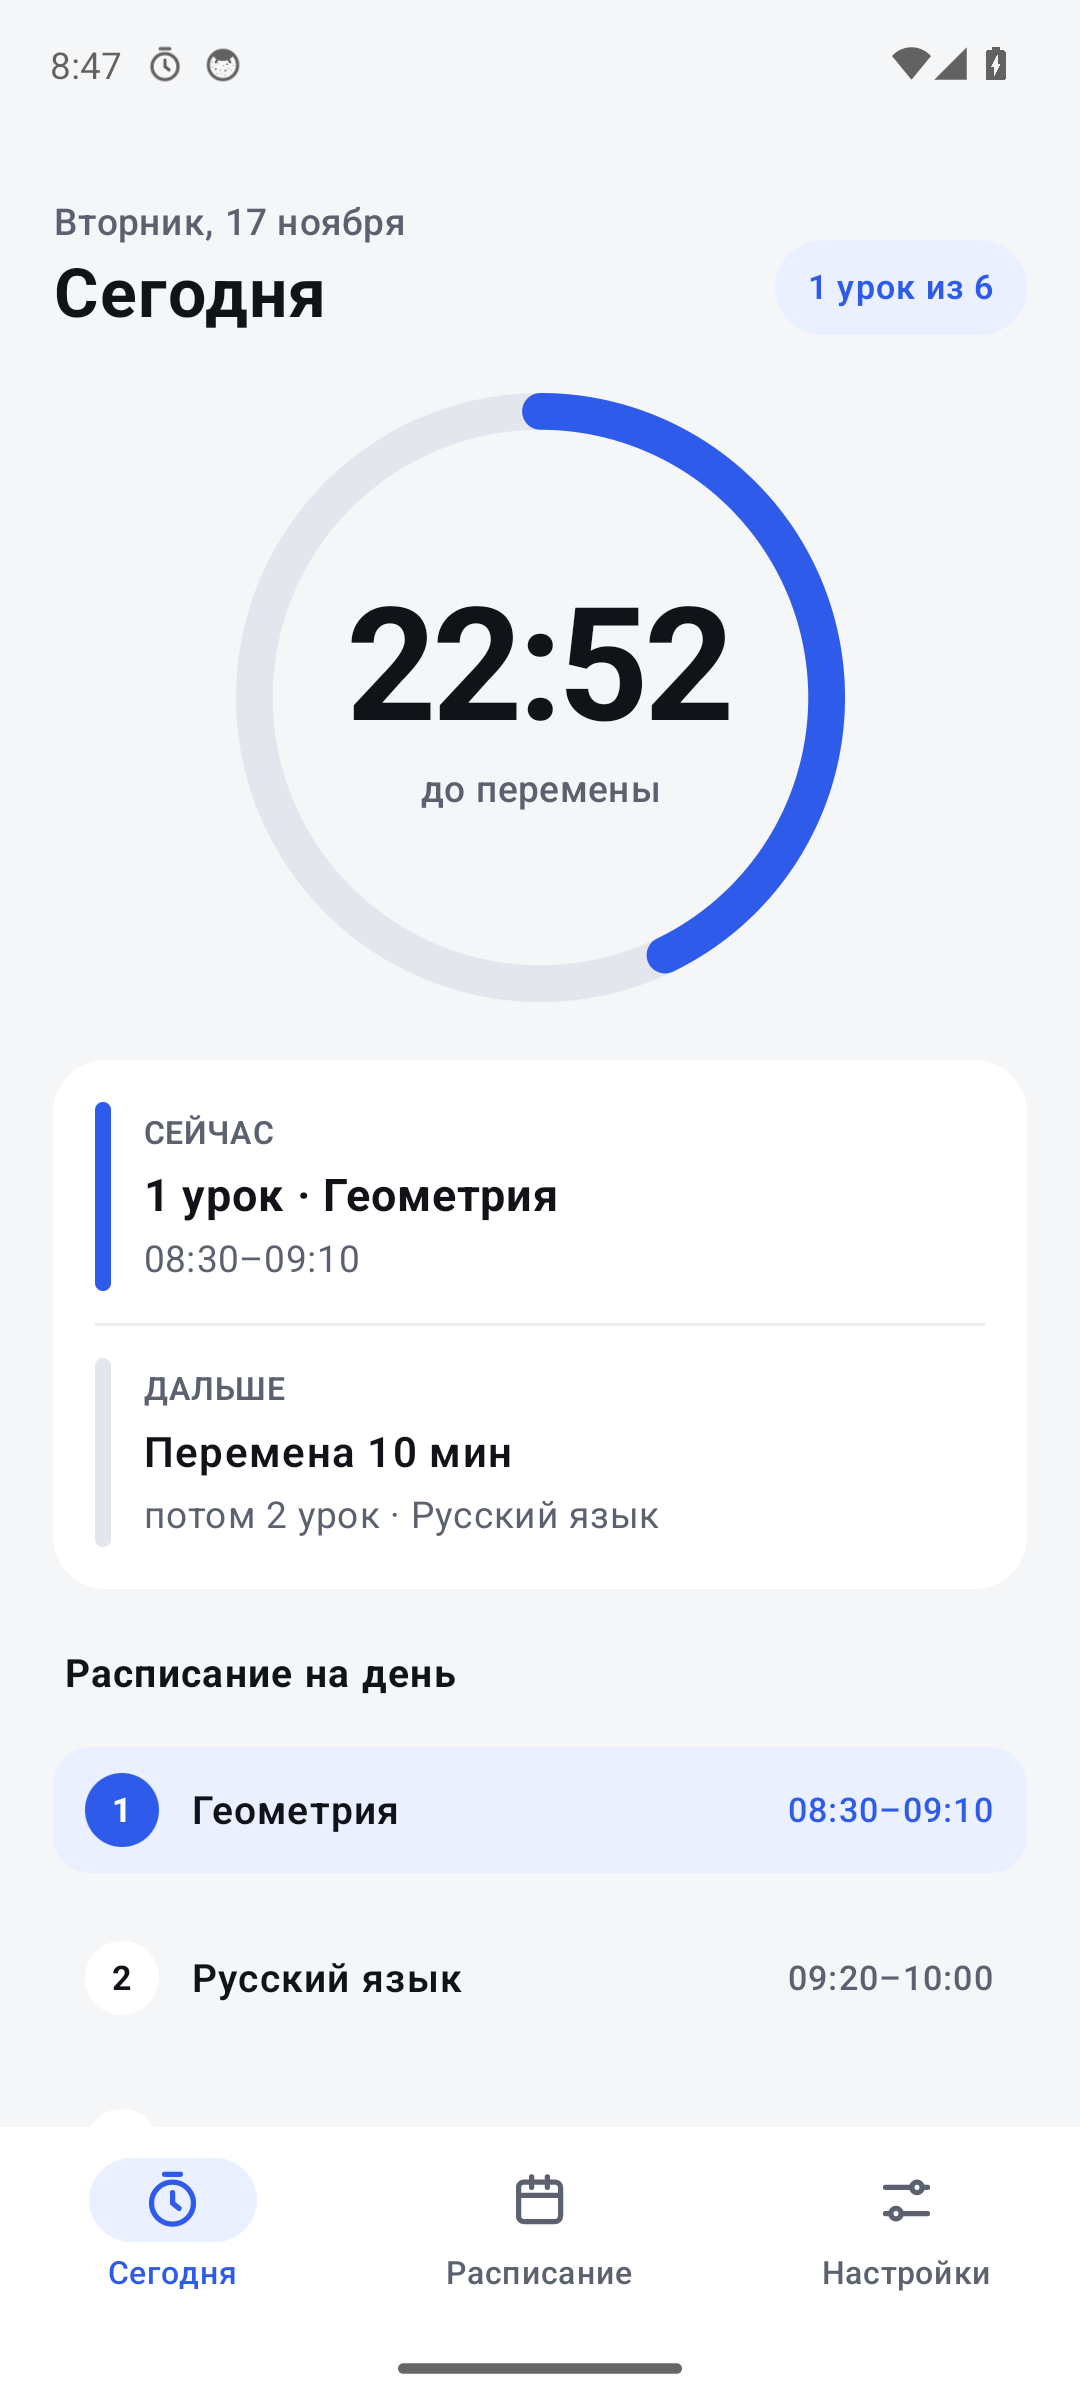 8:47
Вторник, 17 ноября
Сегодня
1 урок из 6
22:52
до перемены
СЕЙЧАС
1 урок · Геометрия
08:30–09:10
ДАЛЬШЕ
Перемена 10 мин
потом 2 урок · Русский язык
Расписание на день
1 Геометрия 08:30–09:10
2 Русский язык 09:20–10:00
Сегодня Расписание Настройки